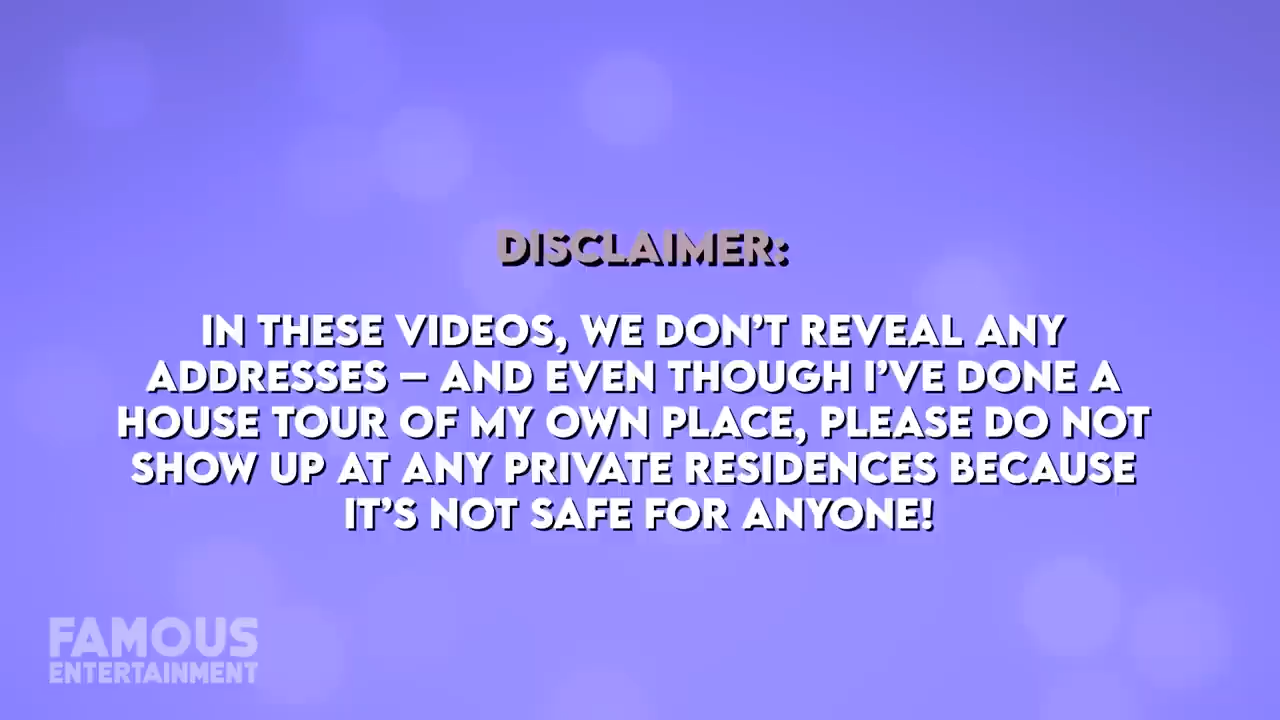 DISCLAIMER:
IN THESE VIDEOS, WE DON'T REVEAL ANY
ADDRESSES – AND EVEN THOUGH I'VE DONE A
HOUSE TOUR OF MY OWN PLACE, PLEASE DO NOT
SHOW UP AT ANY PRIVATE RESIDENCES BECAUSE
IT'S NOT SAFE FOR ANYONE!
FAMOUS
ENTERTAINMENT